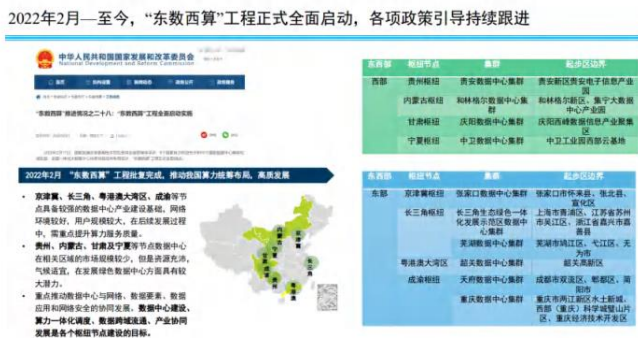 2022年2月—至今，“东数西算”工程正式全面启动，各项政策引导持续跟进
中华人民共和国国家发展和改革委员会
National Development and Reform Commission
“东数西算”推进情况之二十八：“东数西算”工程全面启动实施
2022年2月17日 “东数西算”工程批复完成，推动我国算力统筹布局、高质发展
• 京津冀、长三角、粤港澳大湾区、成渝等节
点具备较强的数据中心产业建设基础，网络
环境较好，用户规模较大，在后续发展过程
中，需重点提升算力服务质量。
• 贵州、内蒙古、甘肃及宁夏等节点数据中心
在相关区域的市场规模较少，但是资源充沛，
气候适宜，在发展绿色数据中心方面具有较
大潜力。
• 重点推动数据中心与网络、数据要素、数据
应用和网络安全的协同发展，数据中心建设、
算力一体化调度、数据跨域流通、产业协同
发展是各个枢纽节点建设的目标。
东西部 枢纽节点 集群 起步区边界
西部 贵州枢纽 贵安数据中心集群 贵安新区贵安电子信息产业
园
内蒙古枢纽 和林格尔数据中心集
群 和林格尔新区、集宁大数据
中心产业园
甘肃枢纽 庆阳数据中心集群 庆阳西峰数据信息产业聚集
区
宁夏枢纽 中卫数据中心集群 中卫工业园西部云基地
东西部 枢纽节点 集群 起步区边界
东部 京津冀枢纽 张家口数据中心集群 张家口市怀来县、张北县、
宣化区
长三角枢纽 长三角生态绿色一体
化发展示范区数据中
心集群 上海市青浦区、江苏省苏州
市吴江区、浙江省嘉兴市嘉
善县
芜湖数据中心集群 芜湖市鸠江区、弋江区、无
为市
粤港澳大湾区 韶关数据中心集群 韶关高新区
成渝枢纽 天府数据中心集群 成都市双流区、郫都区、简
阳市
重庆数据中心集群 重庆市两江新区水土新城、
西部（重庆）科学城璧山片
区、重庆经济技术开发区